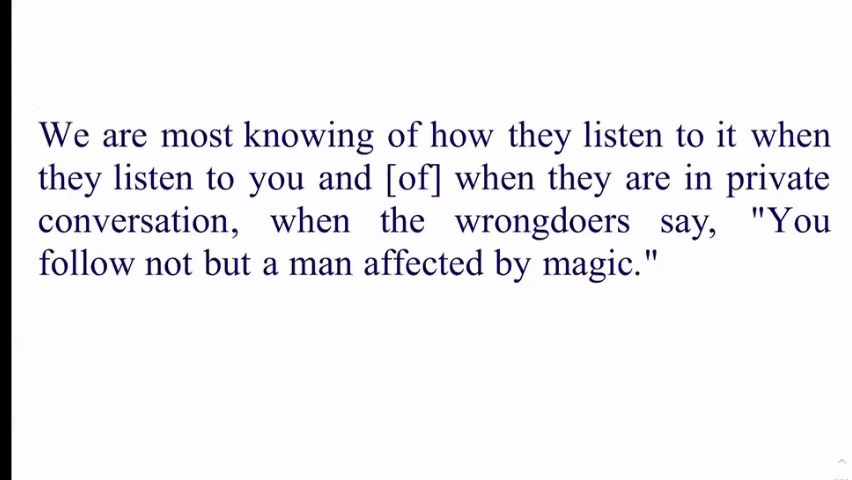 We are most knowing of how they listen to it when
they listen to you and [of] when they are in private
conversation, when the wrongdoers say, "You
follow not but a man affected by magic."